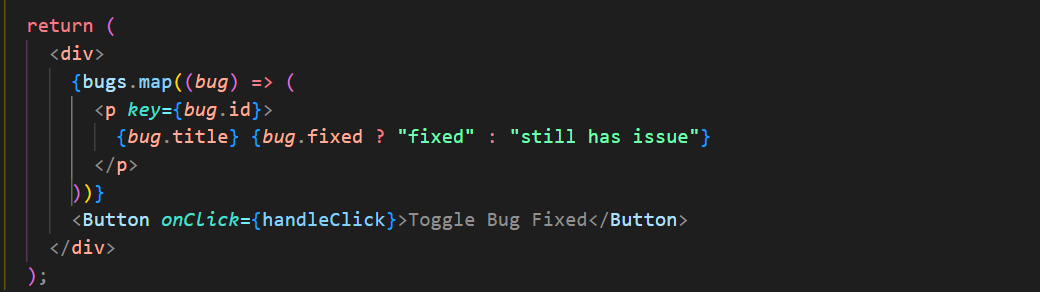 return (
<div>
{bugs.map((bug) => (
<p key={bug.id}>
{bug.title} {bug.fixed ? "fixed" : "still has issue"}
</p>
))}
<Button onClick={handleClick}>Toggle Bug Fixed</Button>
</div>
);